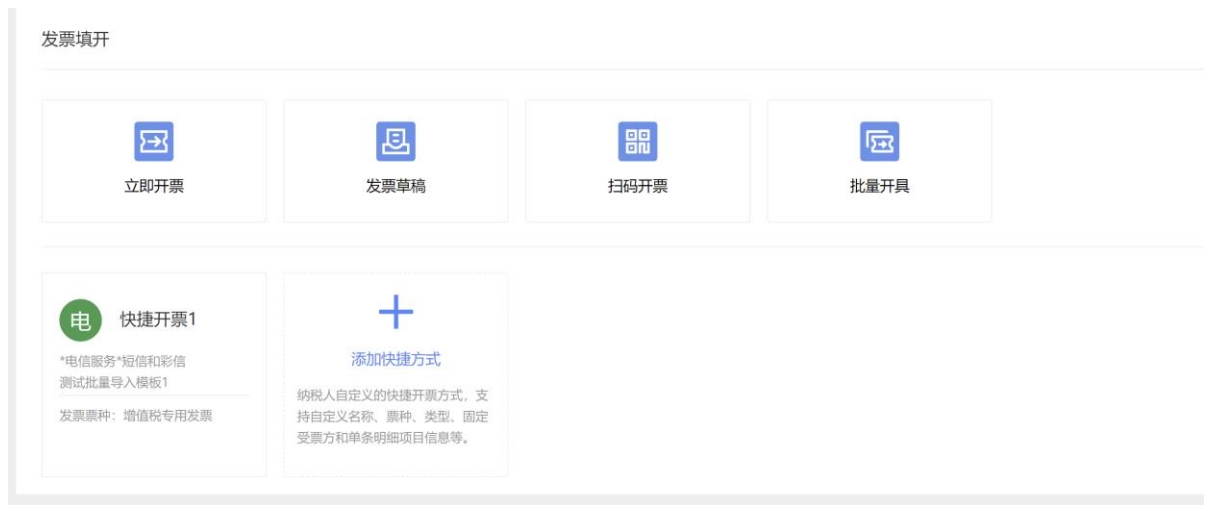 发票填开
立即开票
发票草稿
扫码开票
批量开具
电
快捷开票1
*电信服务*短信和彩信
测试批量导入模板1
发票票种：增值税专用发票
添加快捷方式
纳税人自定义的快捷开票方式，支
持自定义名称、票种、类型、固定
受票方和单条明细项目信息等。